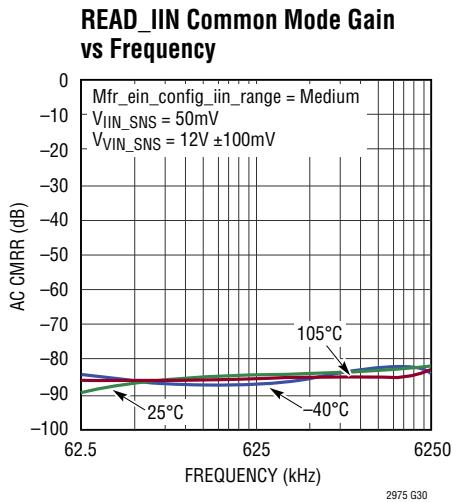 READ_IIN Common Mode Gain
vs Frequency
Mfr_ein_config_iin_range = Medium
VIIN_SNS = 50mV
VVIN_SNS = 12V ±100mV
AC CMRR (dB)
0
–10
–20
–30
–40
–50
–60
–70
–80
–90
–100
105°C
25°C
–40°C
62.5
625
6250
FREQUENCY (kHz)
2975 G30